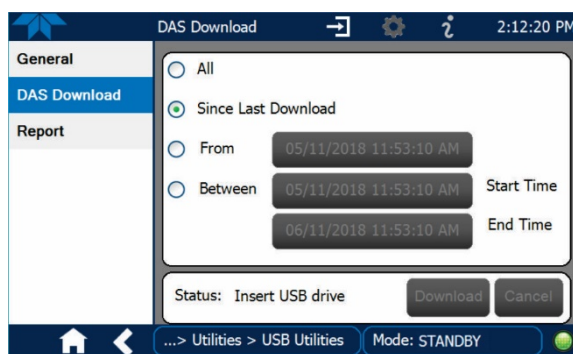 DAS Download 2:12:20 PM
General
DAS Download
Report
All
Since Last Download
From 05/11/2018 11:53:10 AM
Between 05/11/2018 11:53:10 AM Start Time
06/11/2018 11:53:10 AM End Time
Status: Insert USB drive Download Cancel
...> Utilities > USB Utilities Mode: STANDBY